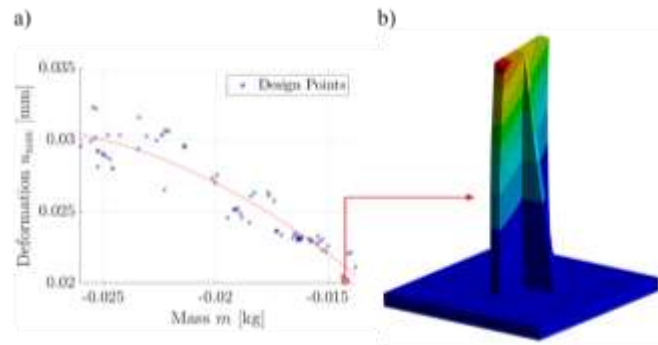 a)
b)
0.035
0.03
0.025
0.02
Deformation u_max [mm]
Design Points
-0.025
-0.02
-0.015
Mass m [kg]